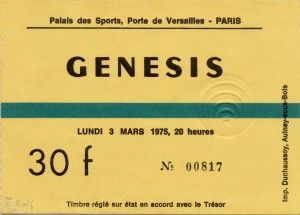 Palais des Sports, Porte de Versailles - PARIS
GENESIS
LUNDI 3 MARS 1975, 20 heures
30 f
№ 00817
Timbre réglé sur état en accord avec le Trésor
Imp. Duchaussoy, Aulnay-sous-Bois